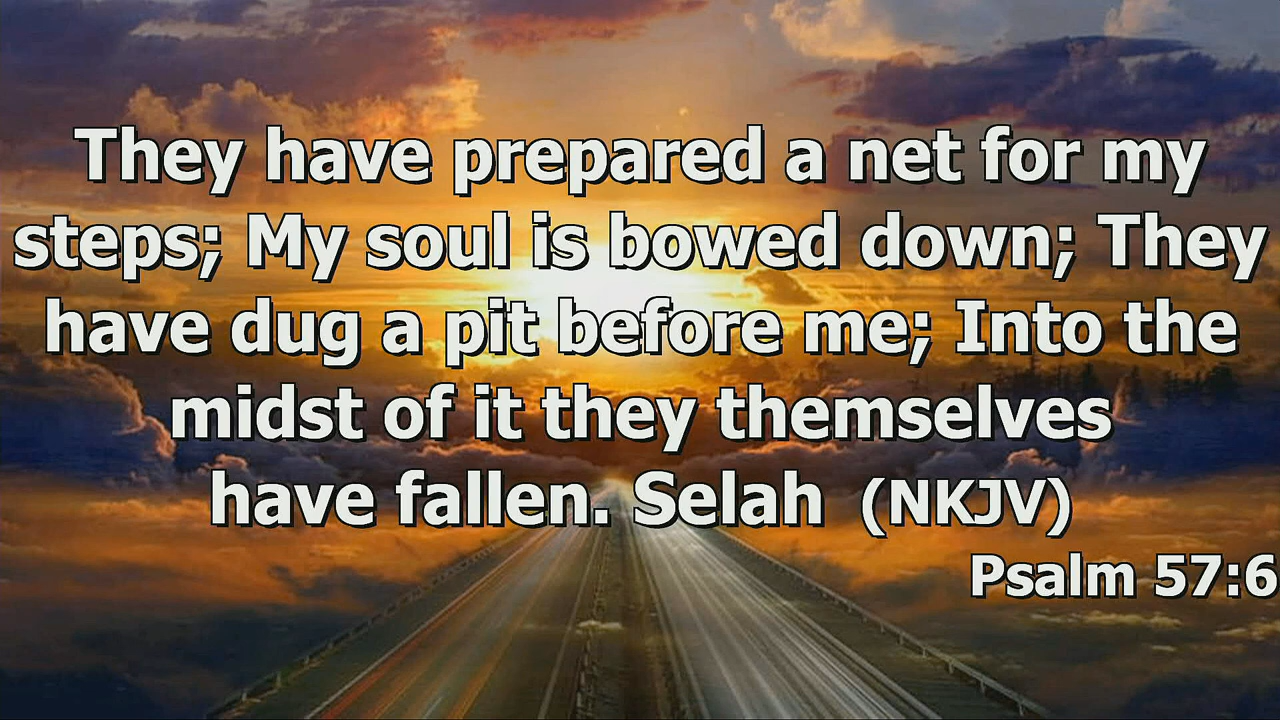 They have prepared a net for my
steps; My soul is bowed down; They
have dug a pit before me; Into the
midst of it they themselves
have fallen. Selah (NKJV)
Psalm 57:6